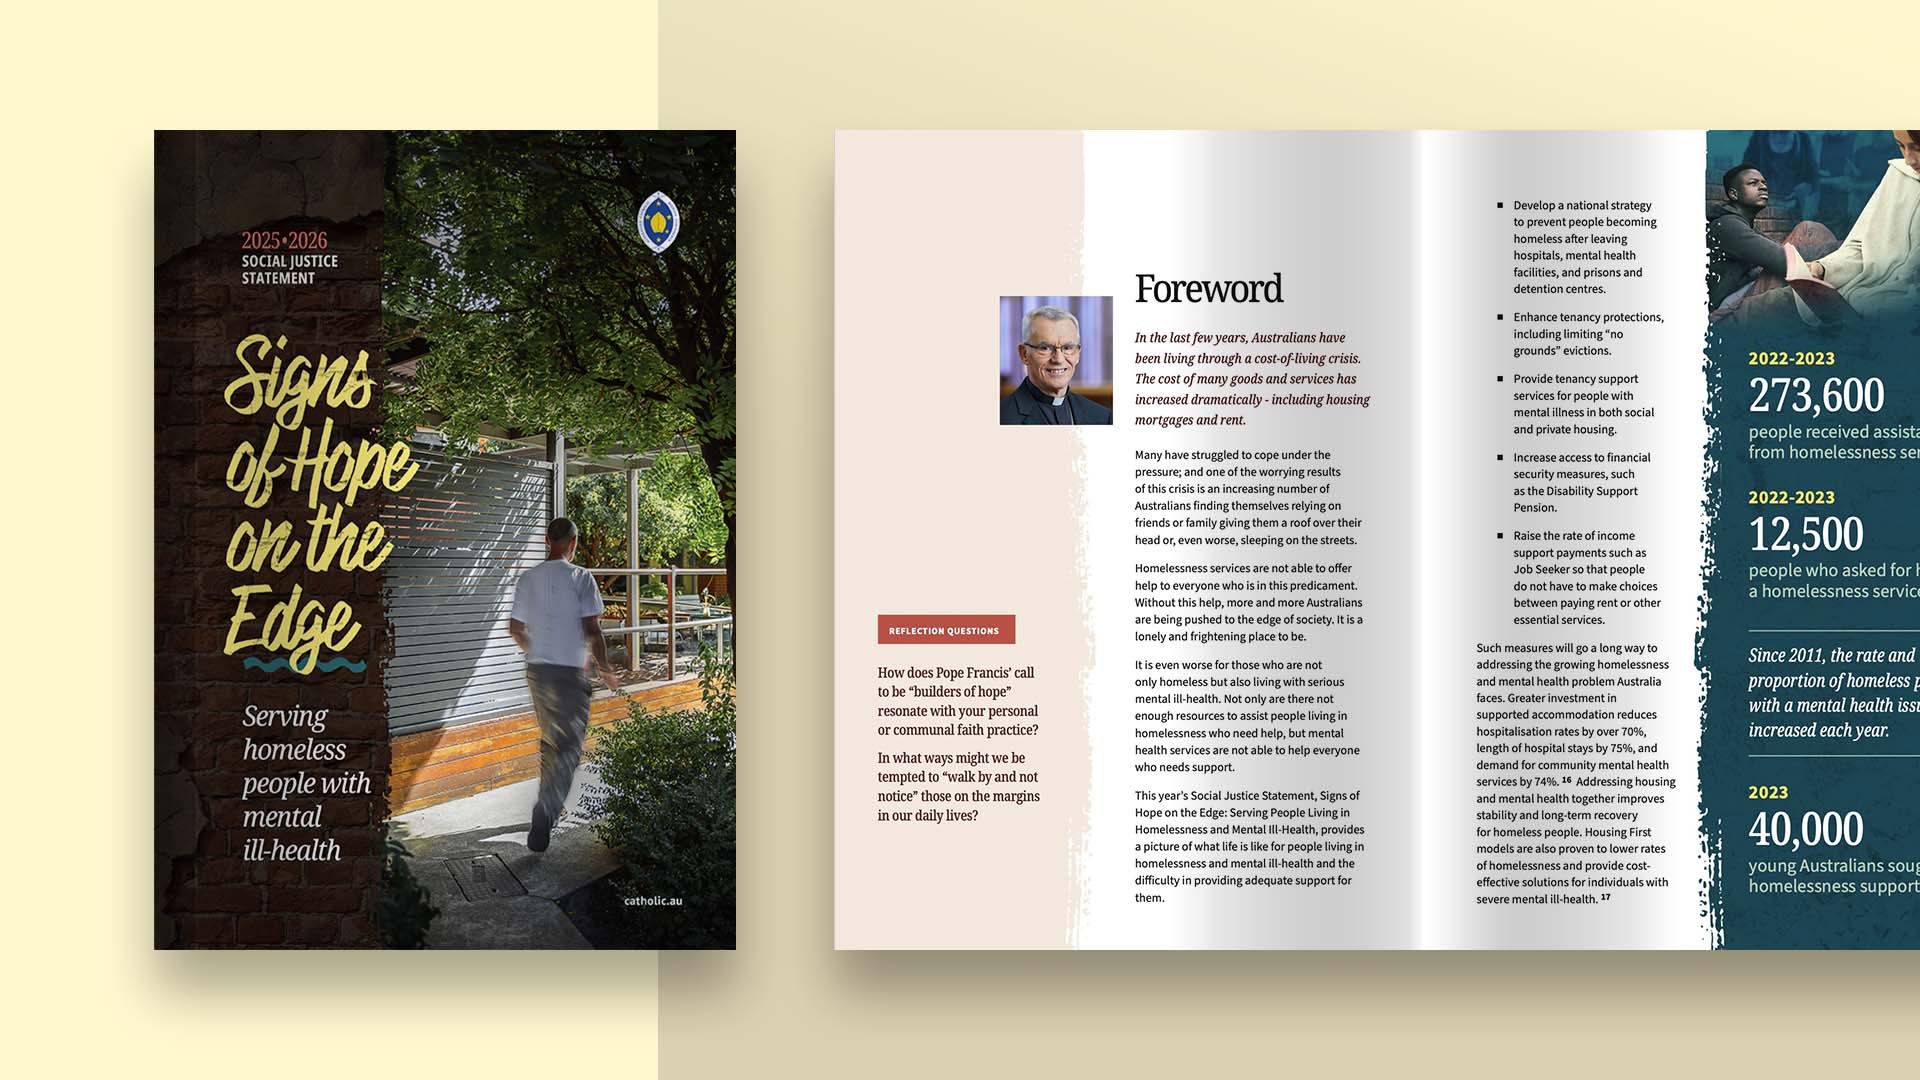 2025•2026
SOCIAL JUSTICE
STATEMENT
Signs
of Hope
on the
Edge
Serving
homeless
people with
mental
ill-health
catholic.au
REFLECTION QUESTIONS
How does Pope Francis’ call
to be “builders of hope”
resonate with your personal
or communal faith practice?
In what ways might we be
tempted to “walk by and not
notice” those on the margins
in our daily lives?
Foreword
In the last few years, Australians have
been living through a cost-of-living crisis.
The cost of many goods and services has
increased dramatically - including housing
mortgages and rent.
Many have struggled to cope under the
pressure; and one of the worrying results
of this crisis is an increasing number of
Australians finding themselves relying on
friends or family giving them a roof over their
head or, even worse, sleeping on the streets.
Homelessness services are not able to offer
help to everyone who is in this predicament.
Without this help, more and more Australians
are being pushed to the edge of society. It is a
lonely and frightening place to be.
It is even worse for those who are not
only homeless but also living with serious
mental ill-health. Not only are there not
enough resources to assist people living in
homelessness who need help, but mental
health services are not able to help everyone
who needs support.
This year’s Social Justice Statement, Signs of
Hope on the Edge: Serving People Living in
Homelessness and Mental Ill-Health, provides
a picture of what life is like for people living in
homelessness and mental ill-health and the
difficulty in providing adequate support for
them.
▪ Develop a national strategy
to prevent people becoming
homeless after leaving
hospitals, mental health
facilities, and prisons and
detention centres.
▪ Enhance tenancy protections,
including limiting “no
grounds” evictions.
▪ Provide tenancy support
services for people with
mental illness in both social
and private housing.
▪ Increase access to financial
security measures, such
as the Disability Support
Pension.
▪ Raise the rate of income
support payments such as
Job Seeker so that people
do not have to make choices
between paying rent or other
essential services.
Such measures will go a long way to
addressing the growing homelessness
and mental health problem Australia
faces. Greater investment in
supported accommodation reduces
hospitalisation rates by over 70%,
length of hospital stays by 75%, and
demand for community mental health
services by 74%. 16 Addressing housing
and mental health together improves
stability and long-term recovery
for homeless people. Housing First
models are also proven to lower rates
of homelessness and provide cost-
effective solutions for individuals with
severe mental ill-health. 17
2022-2023
273,600
people received assista
from homelessness ser
2022-2023
12,500
people who asked for h
a homelessness service
Since 2011, the rate and
proportion of homeless p
with a mental health issu
increased each year.
2023
40,000
young Australians soug
homelessness support